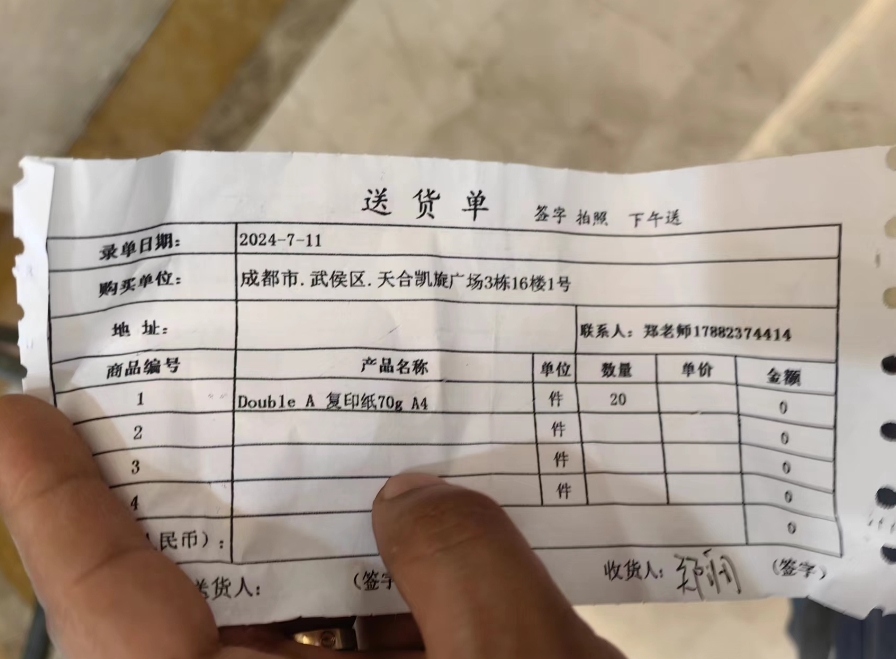 送货单 签字 拍照 下午送
录单日期: 2024-7-11
购买单位: 成都市.武侯区.天合凯旋广场3栋16楼1号
地 址: 联系人: 郑老师17882374414
商品编号 产品名称 单位 数量 单价 金额
1 Double A 复印纸70g A4 件 20 0
2 件 0
3 件 0
4 件 0
民币): 0
货人: (签字 收货人: (签字)